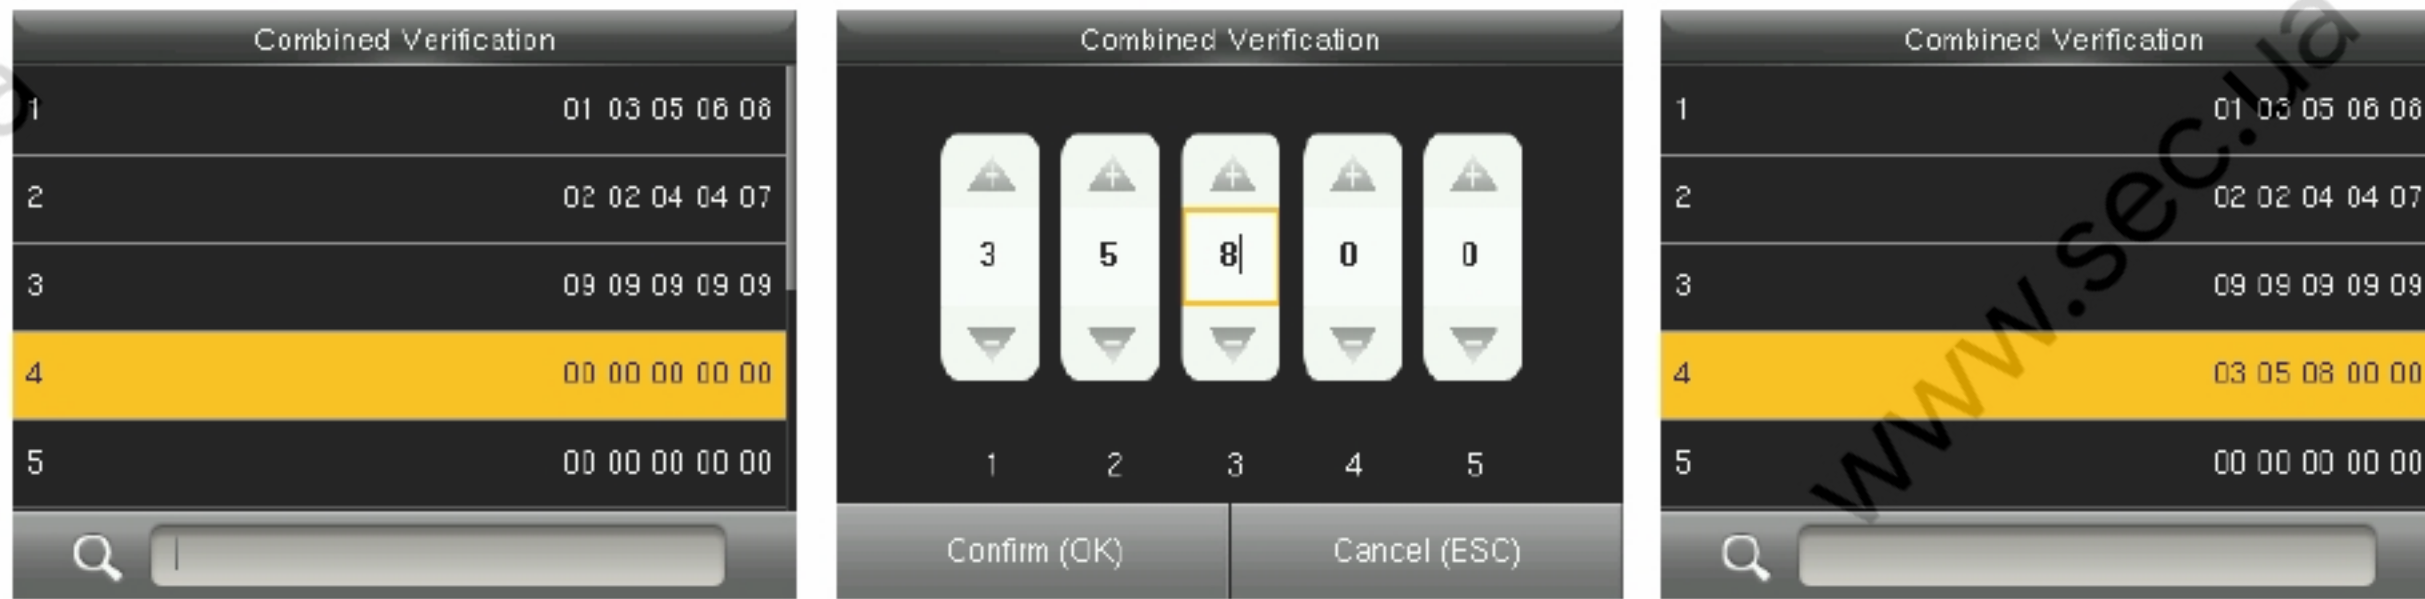 Combined Verification
1 01 03 05 06 08
2 02 02 04 04 07
3 09 09 09 09 09
4 00 00 00 00 00
5 00 00 00 00 00
Combined Verification
3 5 8 0 0
1 2 3 4 5
Confirm (OK) Cancel (ESC)
Combined Verification
1 01 03 05 06 08
2 02 02 04 04 07
3 09 09 09 09 09
4 03 05 08 00 00
5 00 00 00 00 00
www.sec.ua